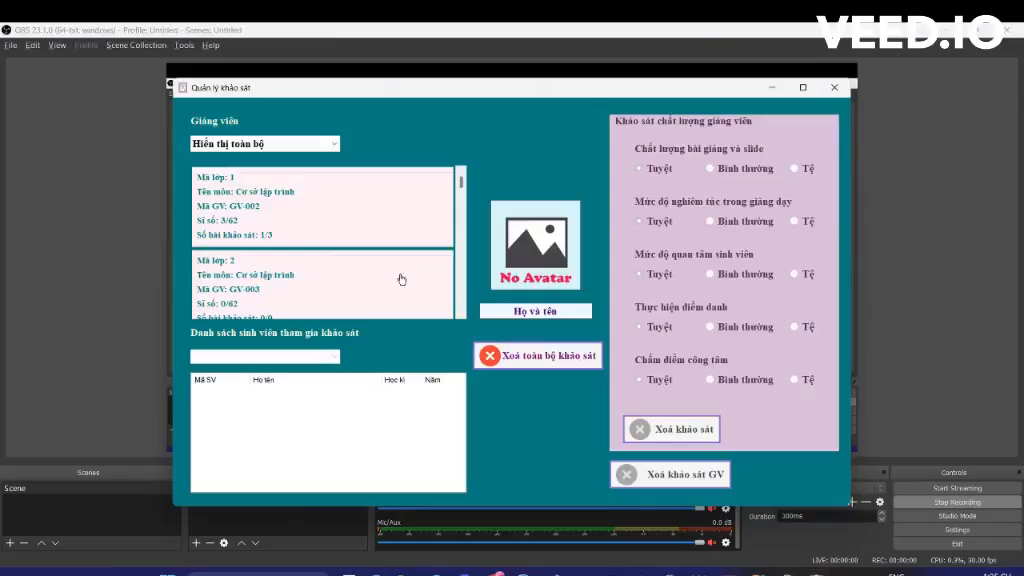 VEED.IO
OBS 23.1.0 (64-bit, windows) - Profile: Untitled - Scenes: Untitled
File Edit View Profile Scene Collection Tools Help
Quản lý khảo sát
Giảng viên
Hiển thị toàn bộ
Mã lớp: 1
Tên môn: Cơ sở lập trình
Mã GV: GV-002
Sĩ số: 3/62
Số bài khảo sát: 1/3
Mã lớp: 2
Tên môn: Cơ sở lập trình
Mã GV: GV-003
Sĩ số: 0/62
Số bài khảo sát: 0/0
Danh sách sinh viên tham gia khảo sát
Mã SV Họ tên Học kì Năm
No Avatar
Họ và tên
Xoá toàn bộ khảo sát
Khảo sát chất lượng giảng viên
Chất lượng bài giảng và slide
Tuyệt Bình thường Tệ
Mức độ nghiêm túc trong giảng dạy
Tuyệt Bình thường Tệ
Mức độ quan tâm sinh viên
Tuyệt Bình thường Tệ
Thực hiện điểm danh
Tuyệt Bình thường Tệ
Chấm điểm công tâm
Tuyệt Bình thường Tệ
Xoá khảo sát
Xoá khảo sát GV
Scenes
Scene
Mic/Aux 0.0 dB
Duration 300ms
Controls
Start Streaming
Stop Recording
Studio Mode
Settings
Exit
LIVE: 00:00:00 REC: 00:00:00 CPU: 0.3%, 30.00 fps